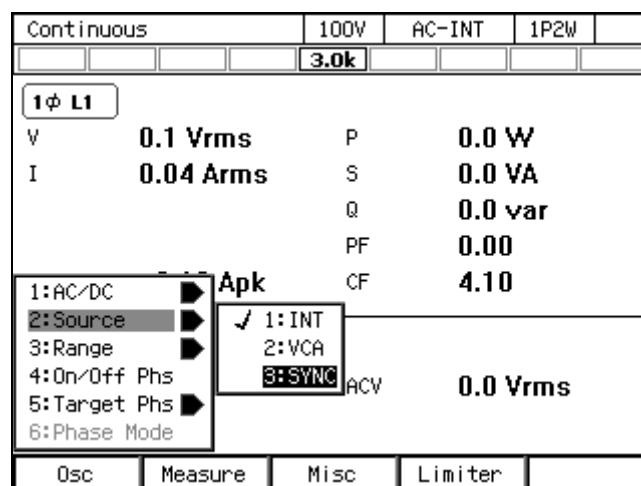 Continuous 100V AC-INT 1P2W
3.0k
1ϕ L1
V 0.1 Vrms P 0.0 W
I 0.04 Arms S 0.0 VA
Q 0.0 var
PF 0.00
Apk CF 4.10
1:AC/DC
2:Source ✓ 1:INT
3:Range 2:VCA
4:On/Off Phs 3:SYNC
ACV 0.0 Vrms
5:Target Phs
6:Phase Mode
Osc Measure Misc Limiter